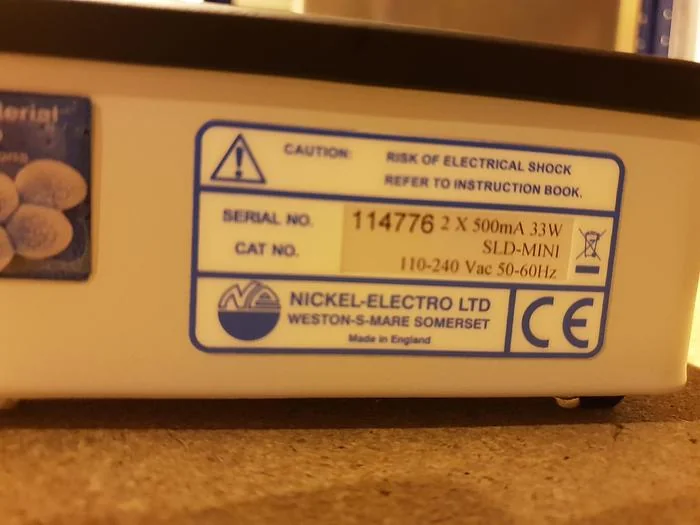 CAUTION: RISK OF ELECTRICAL SHOCK
REFER TO INSTRUCTION BOOK.
SERIAL NO. 114776 2 X 500mA 33W
CAT NO. SLD-MINI
110-240 Vac 50-60Hz
NICKEL-ELECTRO LTD
WESTON-S-MARE SOMERSET
Made in England
CE